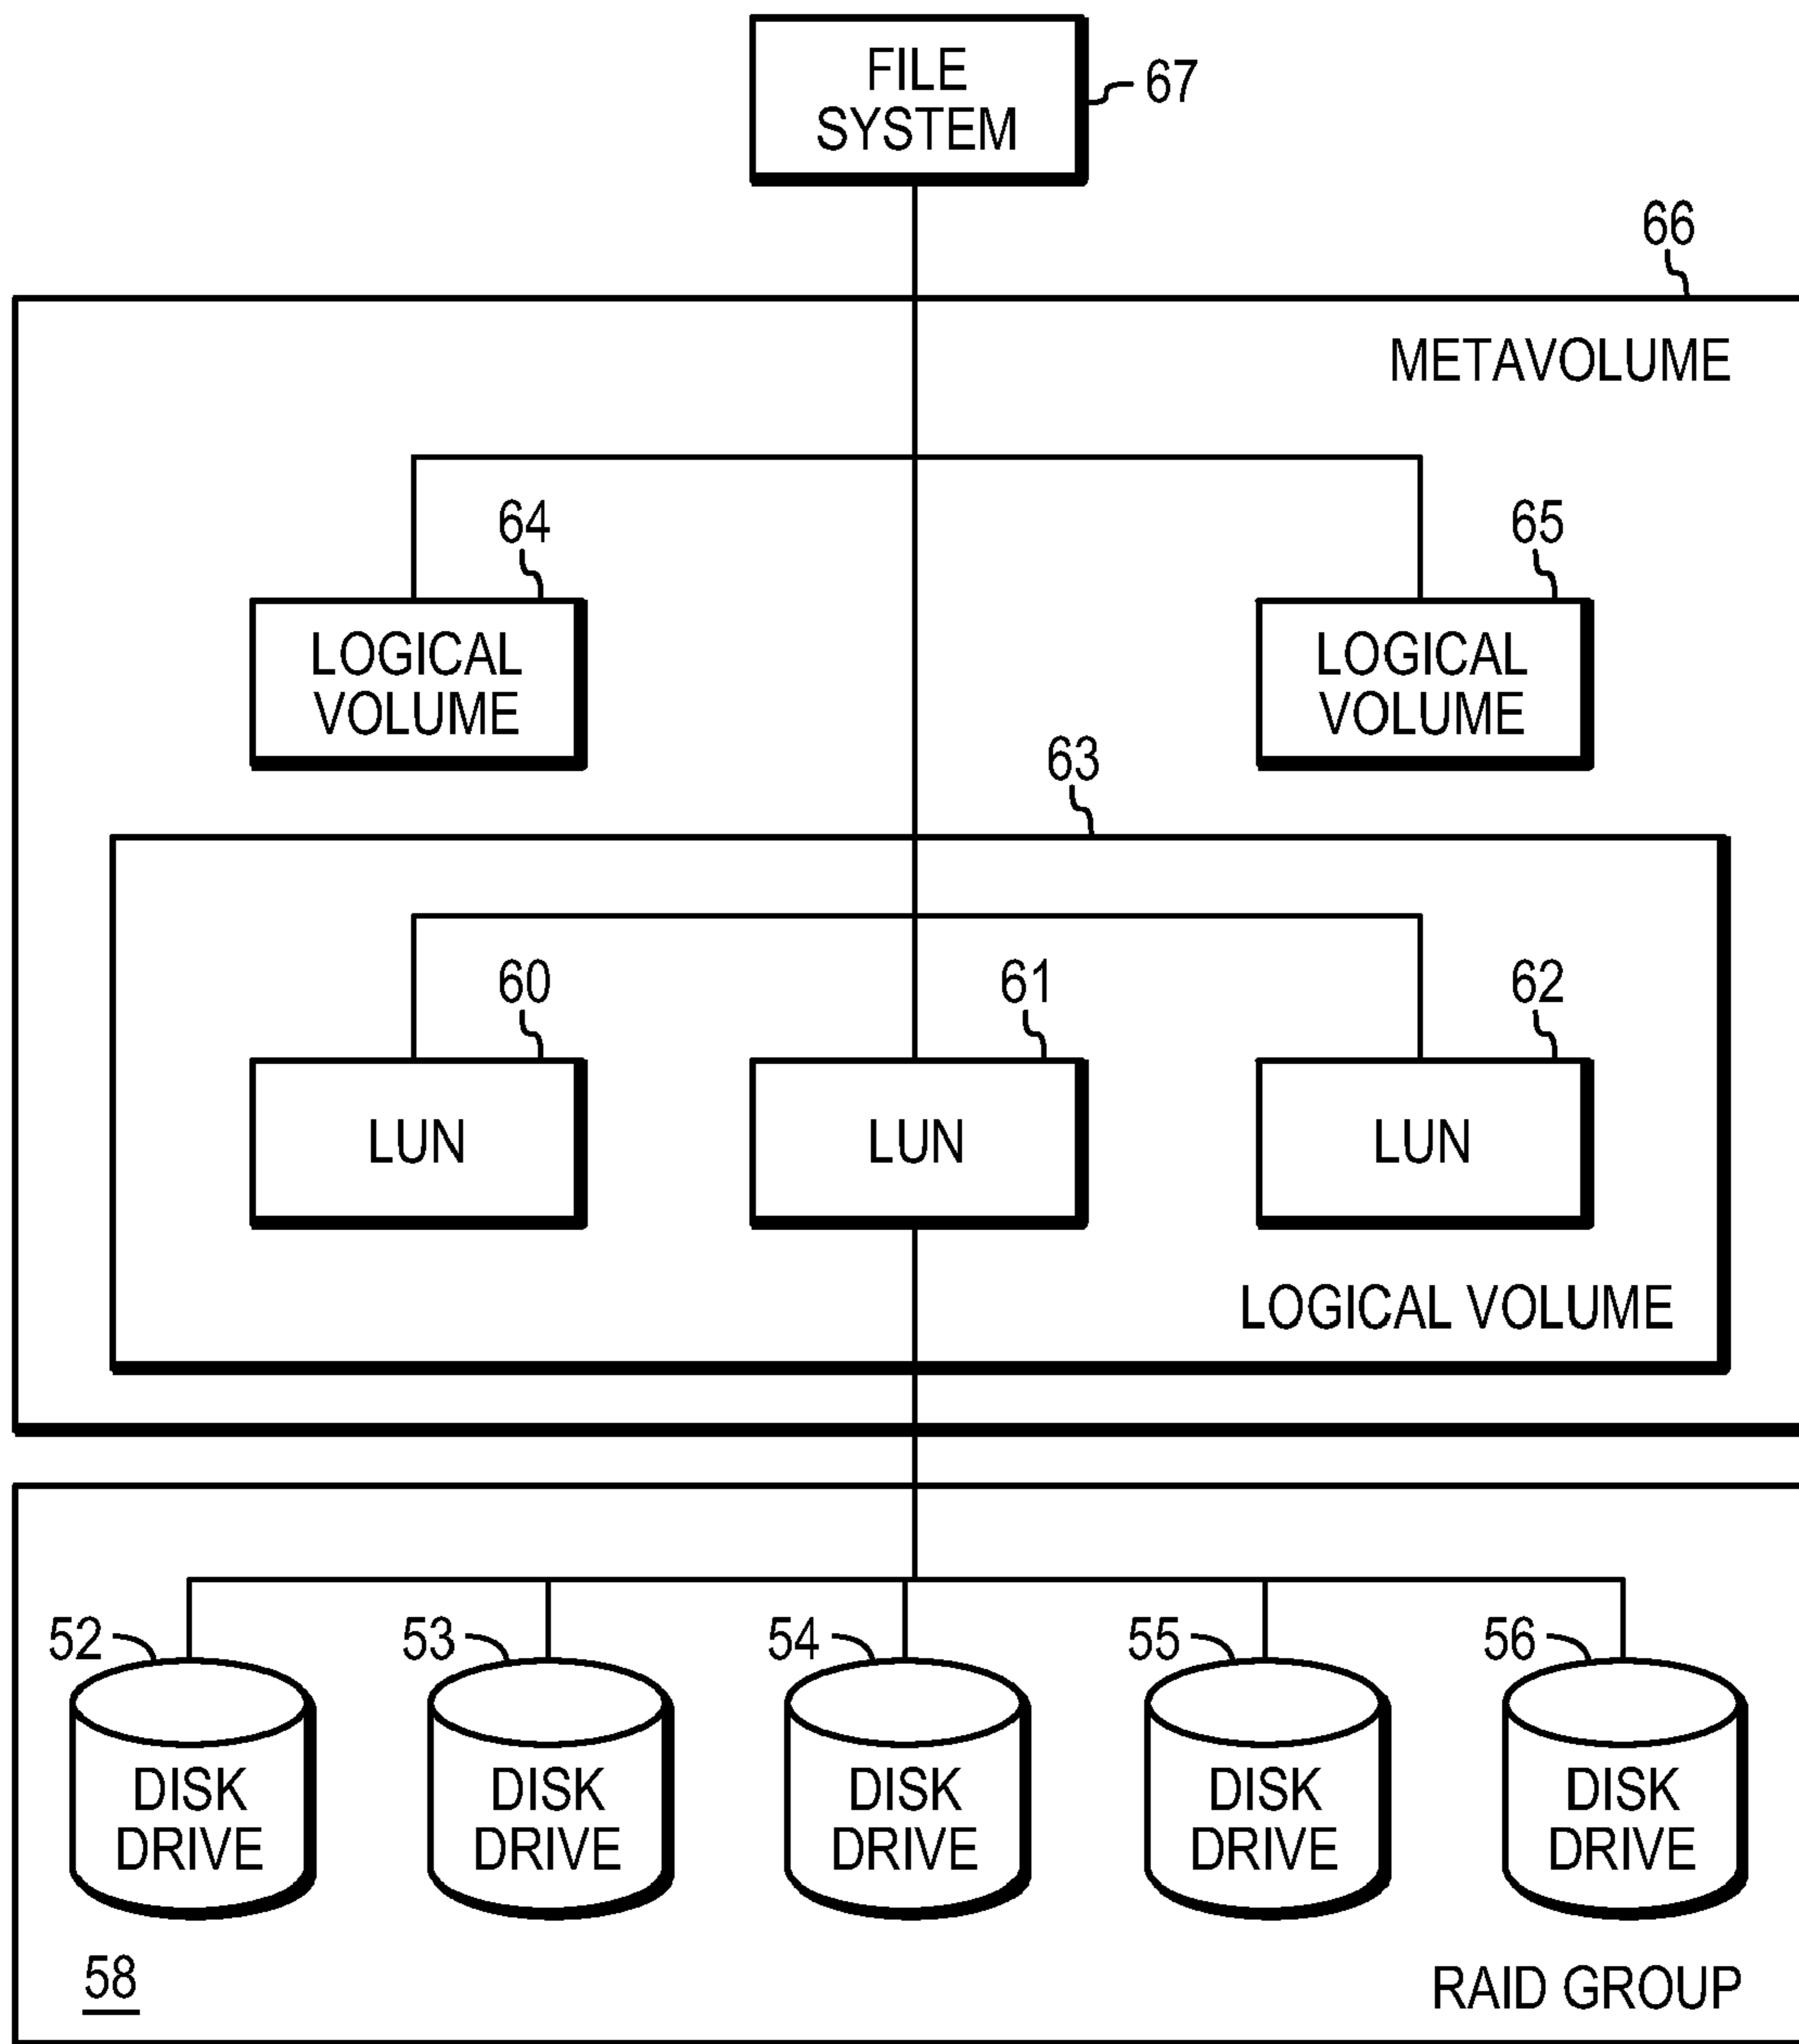 FILE
SYSTEM
67
66
METAVOLUME
64
65
LOGICAL
VOLUME
LOGICAL
VOLUME
63
60
61
62
LUN
LUN
LUN
LOGICAL VOLUME
52
53
54
55
56
DISK
DRIVE
DISK
DRIVE
DISK
DRIVE
DISK
DRIVE
DISK
DRIVE
58
RAID GROUP